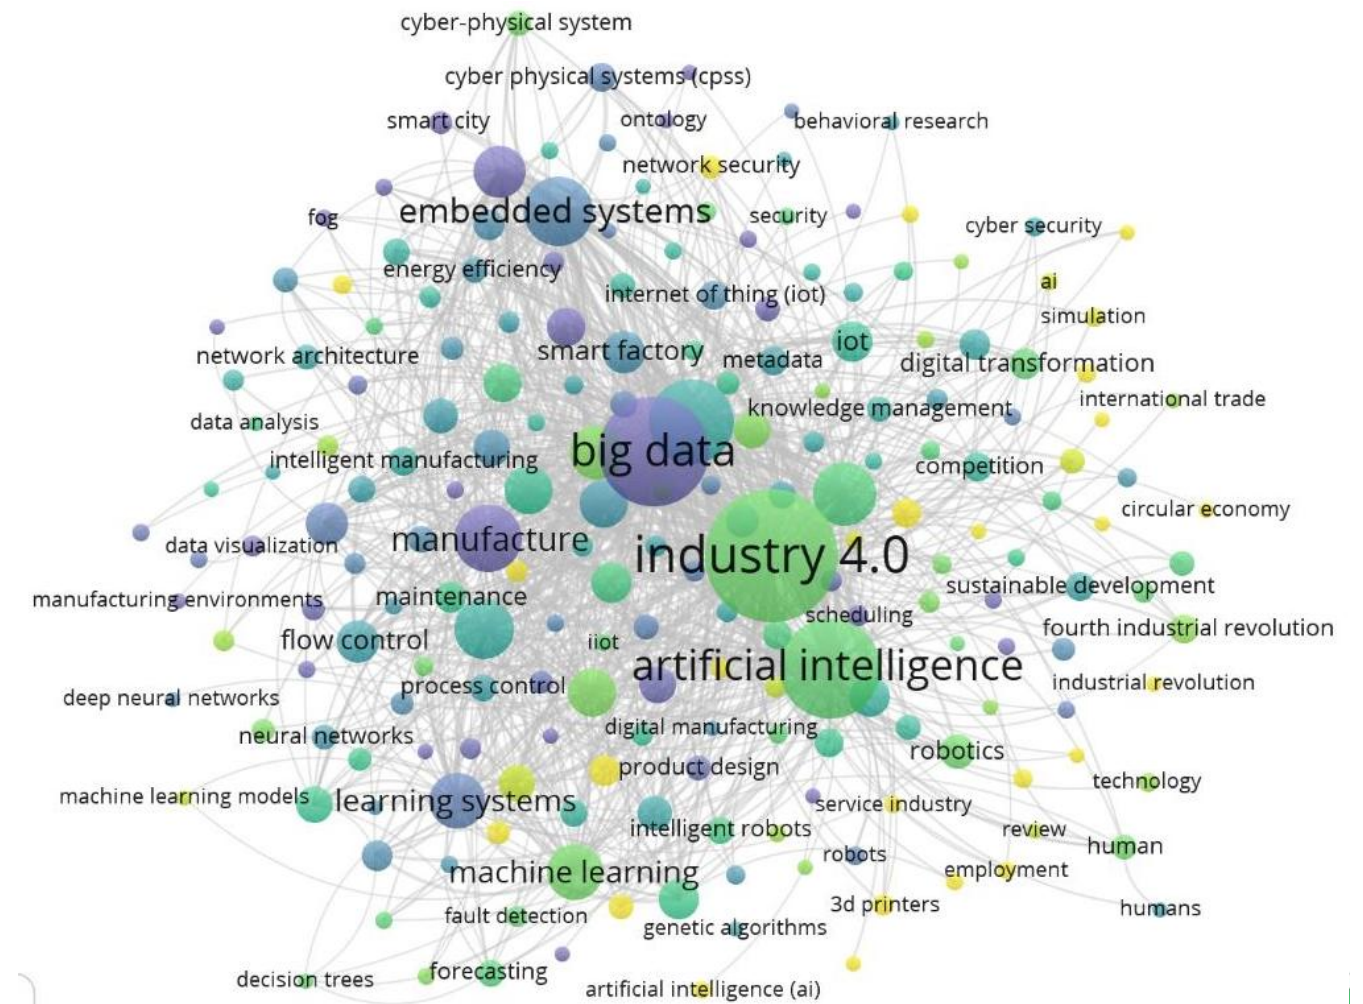 cyber-physical system
cyber physical systems (cpss)
smart city
ontology
behavioral research
network security
fog
embedded systems
security
cyber security
energy efficiency
internet of thing (iot)
ai
simulation
network architecture
smart factory
metadata
iot
digital transformation
data analysis
knowledge management
international trade
intelligent manufacturing
big data
competition
circular economy
data visualization
manufacture
industry 4.0
sustainable development
manufacturing environments
maintenance
scheduling
fourth industrial revolution
flow control
iiot
artificial intelligence
industrial revolution
deep neural networks
process control
neural networks
digital manufacturing
robotics
product design
technology
machine learning models
learning systems
service industry
intelligent robots
review
human
robots
employment
machine learning
3d printers
humans
fault detection
genetic algorithms
decision trees
forecasting
artificial intelligence (ai)